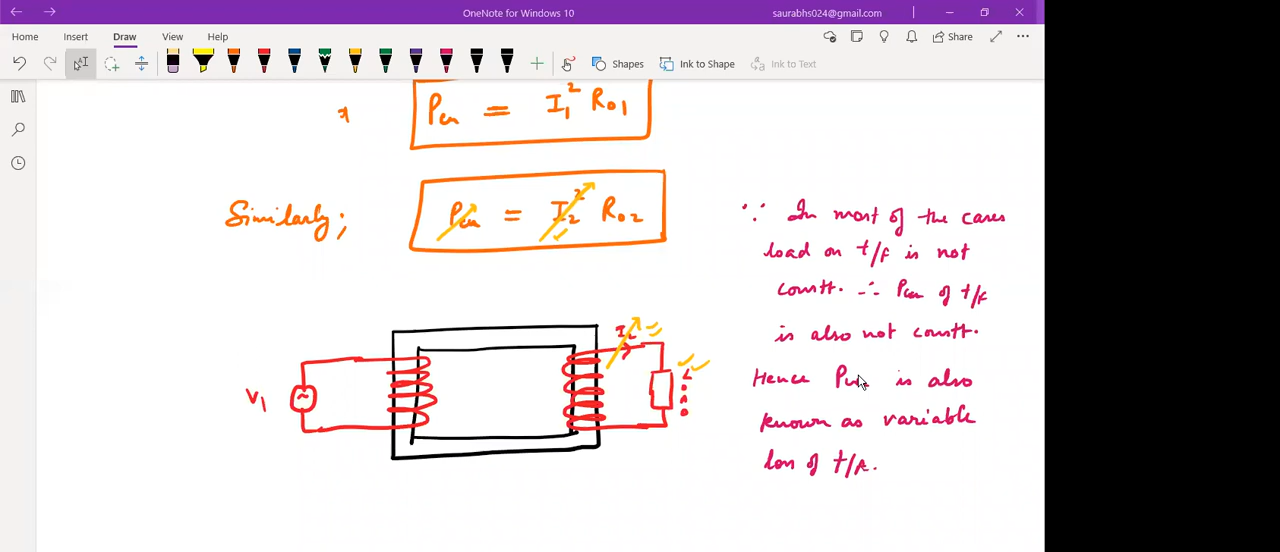 OneNote for Windows 10
saurabhs024@gmail.com
Home Insert Draw View Help
Share
Shapes
Ink to Shape
Ink to Text
Pcu = I₁² R₀₁
Similarly; Pcu = I₂² R₀₂
∵ In most of the cases
load on t/f is not
constt. ∴ Pcu of t/f
is also not constt.
Hence Pcu is also
known as variable
loss of t/f.
V₁
I₂
LOAD